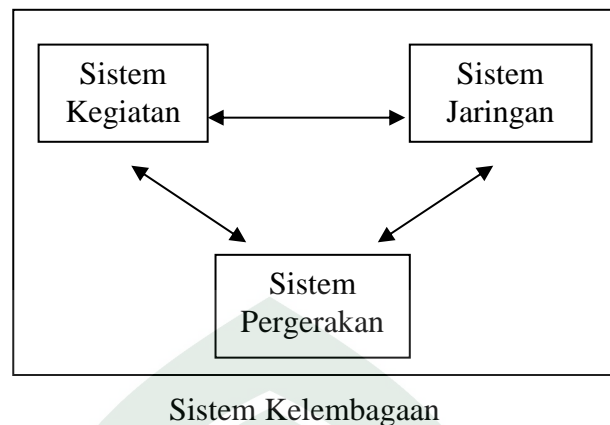 Sistem
Kegiatan
Sistem
Jaringan
Sistem
Pergerakan
Sistem Kelembagaan